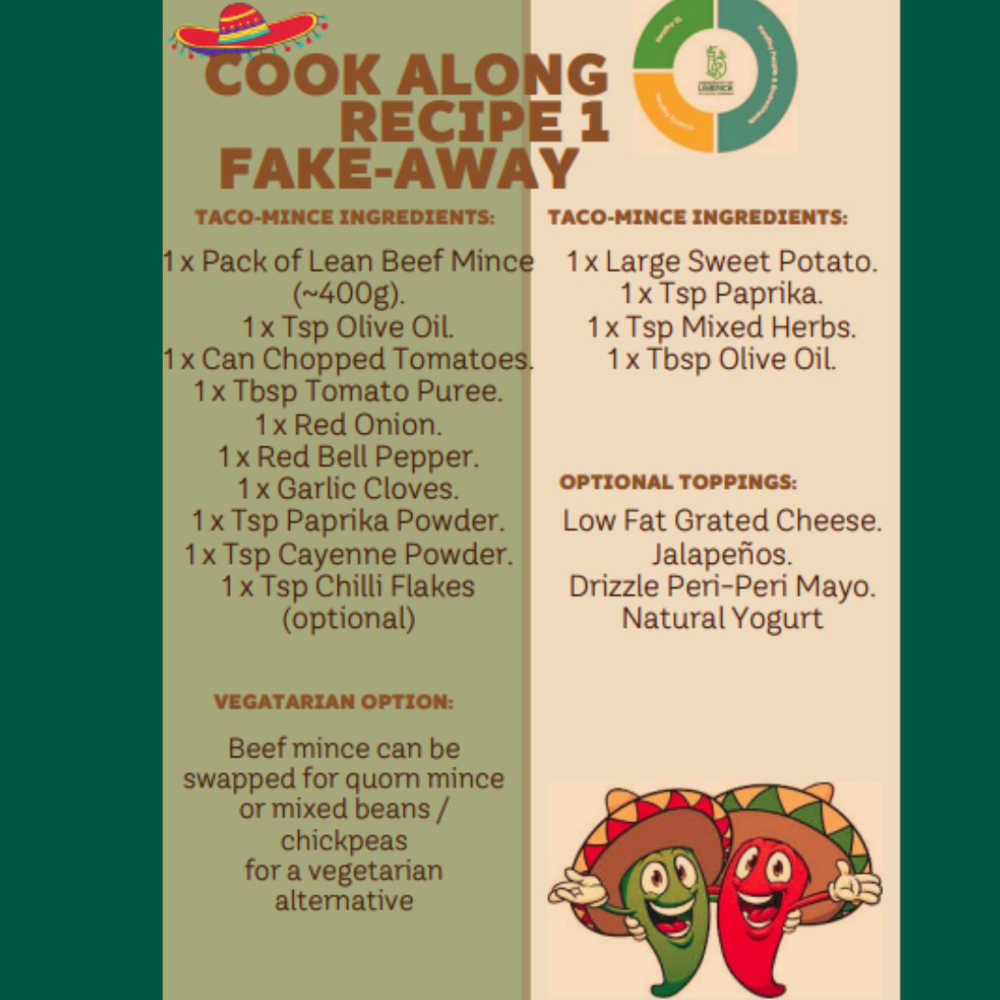 COOK ALONG
RECIPE 1
FAKE-AWAY
Healthy UL
UNIVERSITY OF
LIMERICK
TACO-MINCE INGREDIENTS:
1 x Pack of Lean Beef Mince
(~400g).
1 x Tsp Olive Oil.
1 x Can Chopped Tomatoes.
1 x Tbsp Tomato Puree.
1 x Red Onion.
1 x Red Bell Pepper.
1 x Garlic Cloves.
1 x Tsp Paprika Powder.
1 x Tsp Cayenne Powder.
1 x Tsp Chilli Flakes
(optional)
VEGATARIAN OPTION:
Beef mince can be
swapped for quorn mince
or mixed beans /
chickpeas
for a vegetarian
alternative
TACO-MINCE INGREDIENTS:
1 x Large Sweet Potato.
1 x Tsp Paprika.
1 x Tsp Mixed Herbs.
1 x Tbsp Olive Oil.
OPTIONAL TOPPINGS:
Low Fat Grated Cheese.
Jalapeños.
Drizzle Peri-Peri Mayo.
Natural Yogurt